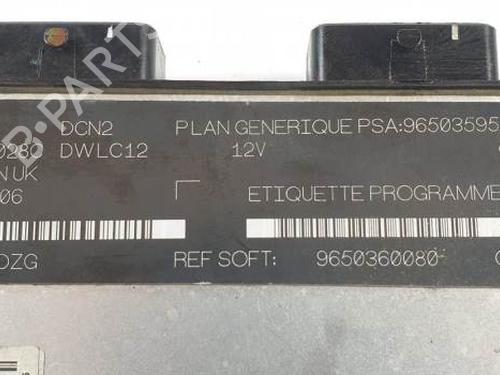 DCN2 PLAN GENERIQUE PSA:96503595
0280 DWLC12 12V
N UK
06 ETIQUETTE PROGRAMME
DZG REF SOFT: 9650360080
B-PARTS